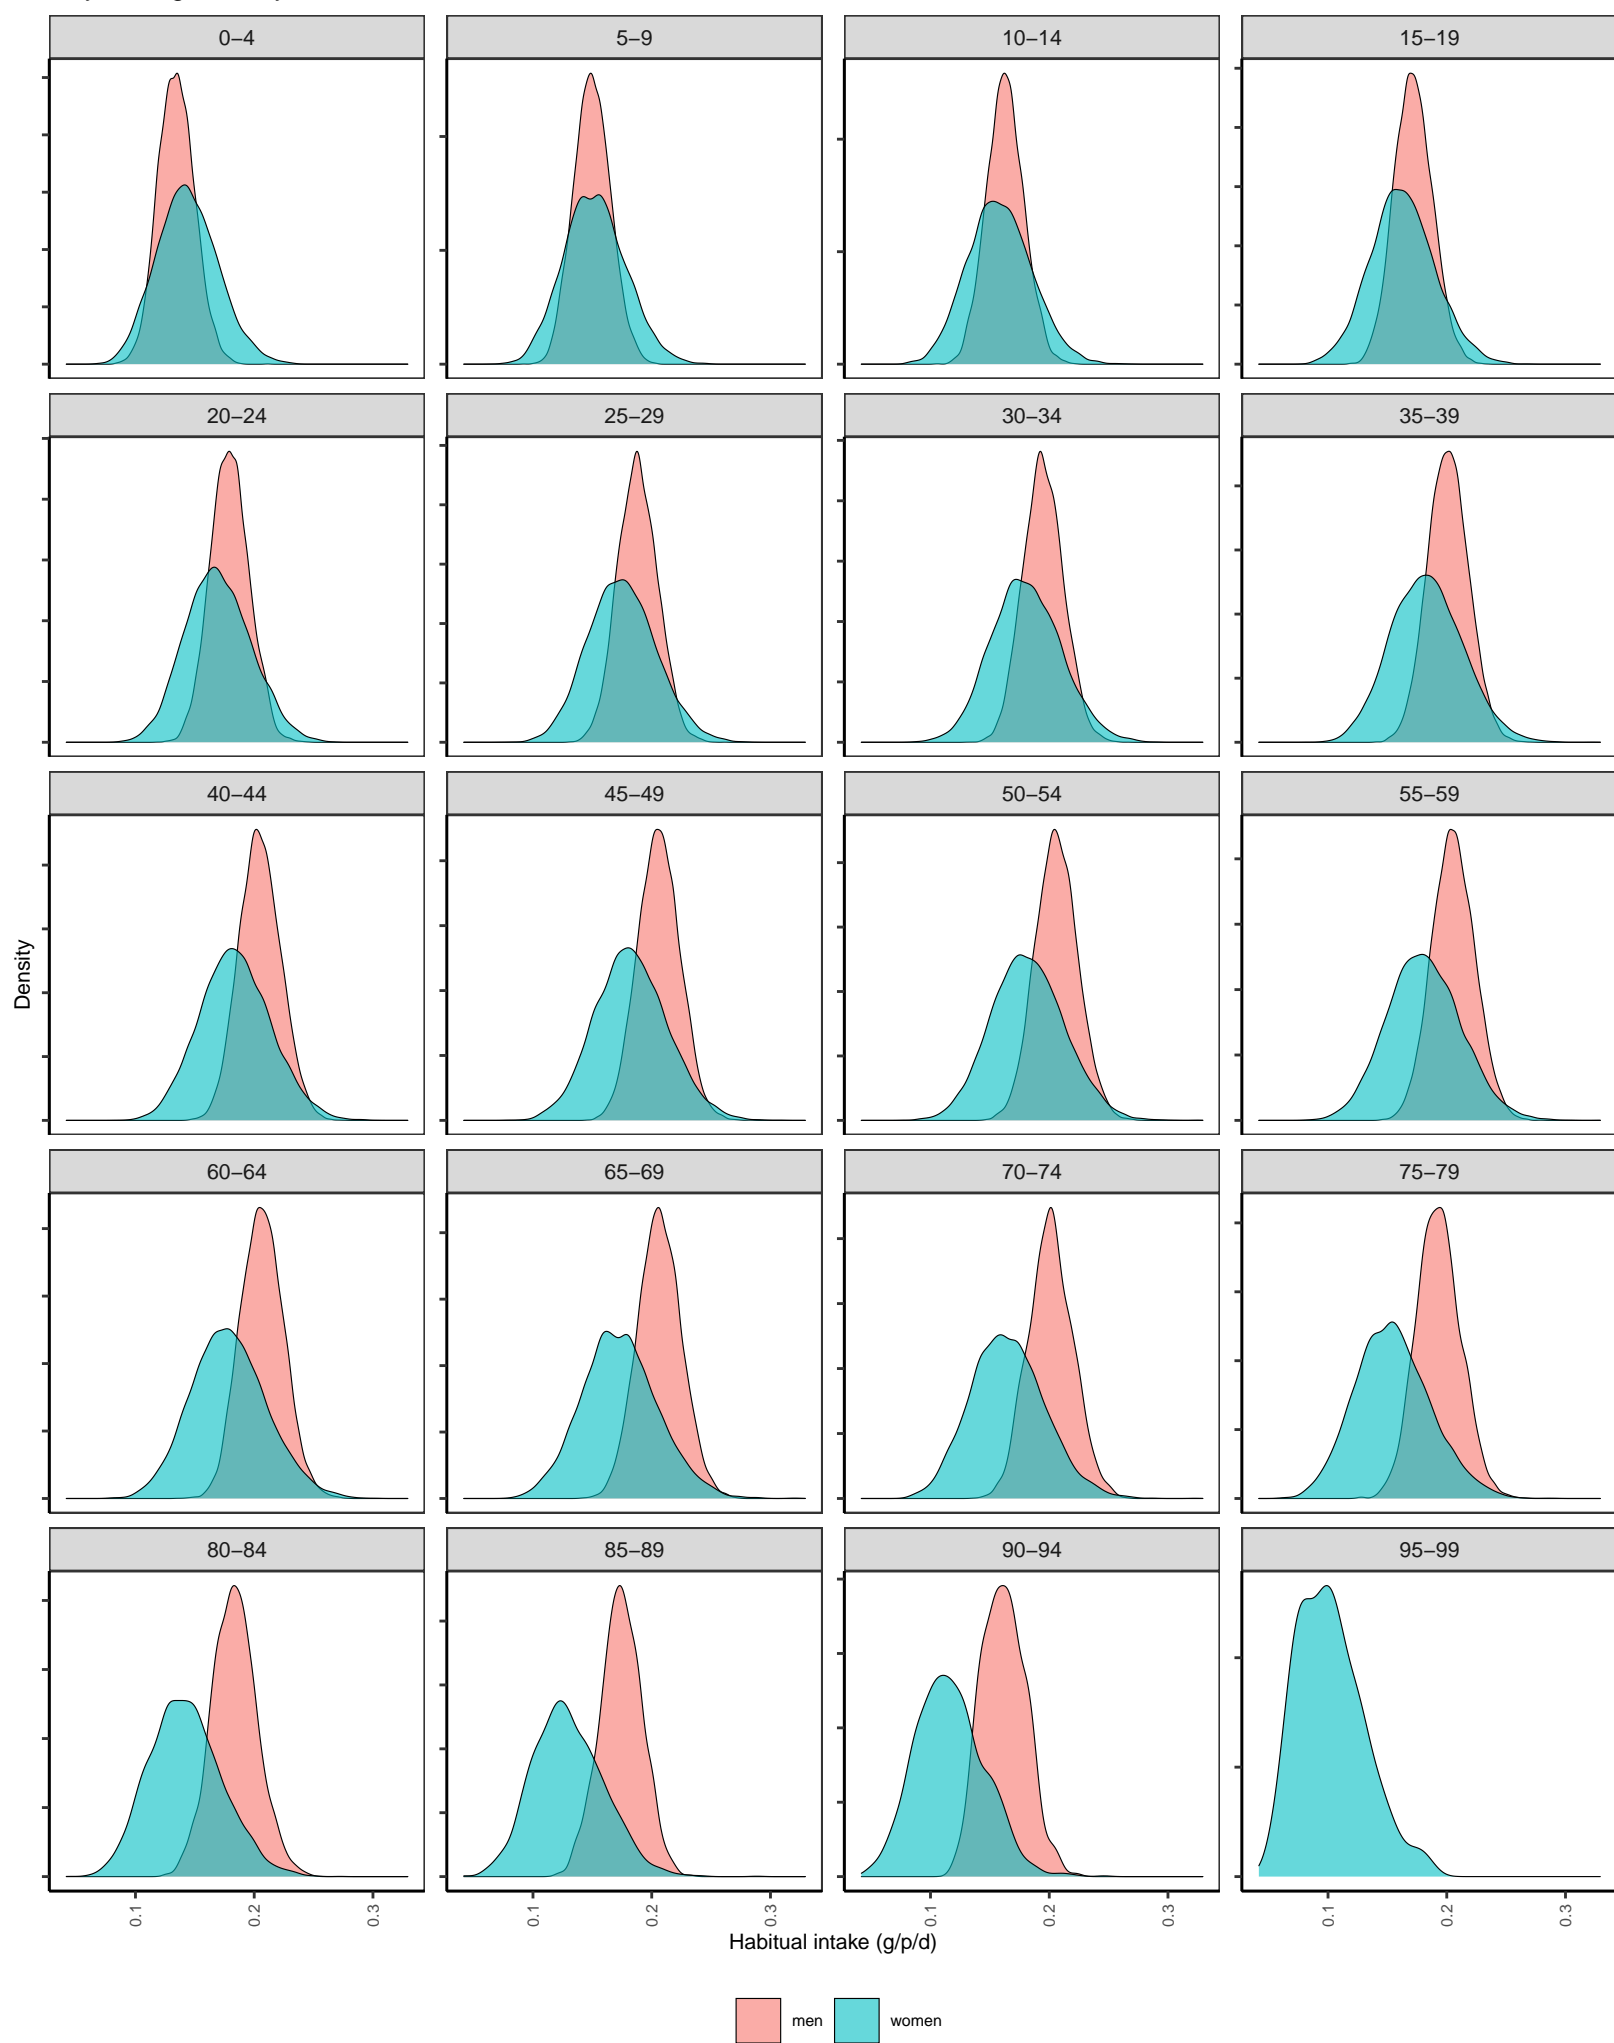 0−4 5−9 10−14 15−19
20−24 25−29 30−34 35−39
40−44 45−49 50−54 55−59
Density
60−64 65−69 70−74 75−79
80−84 85−89 90−94 95−99
0.1 0.2 0.3 0.1 0.2 0.3 0.1 0.2 0.3 0.1 0.2 0.3
Habitual intake (g/p/d)
men women